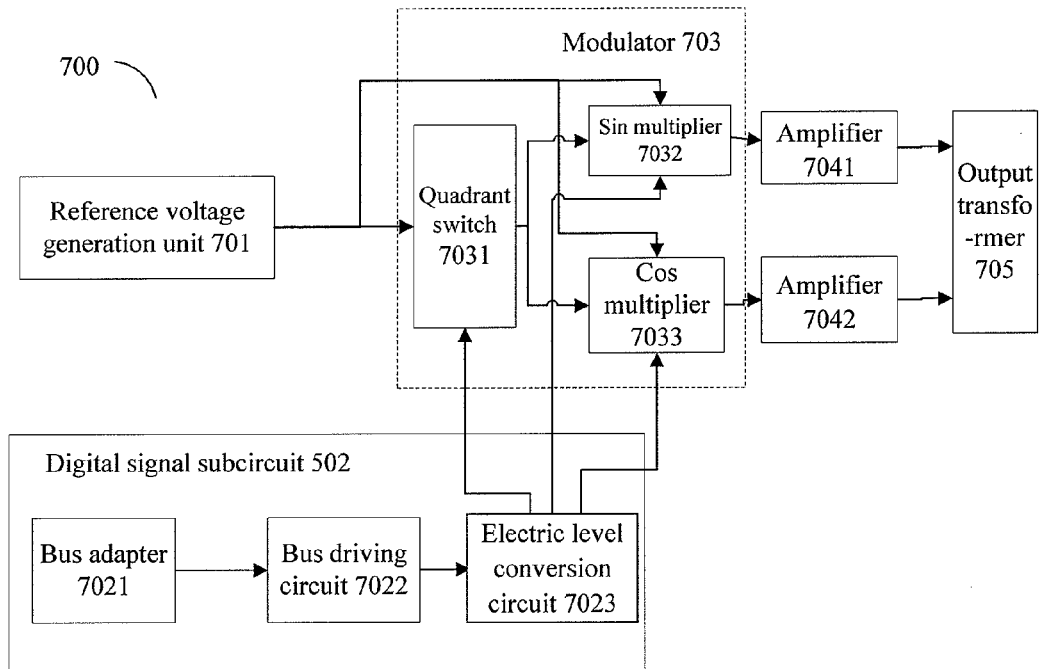 700
Modulator 703
Reference voltage
generation unit 701
Quadrant
switch
7031
Sin multiplier
7032
Cos
multiplier
7033
Amplifier
7041
Amplifier
7042
Output
transfo
-rmer
705
Digital signal subcircuit 502
Bus adapter
7021
Bus driving
circuit 7022
Electric level
conversion
circuit 7023